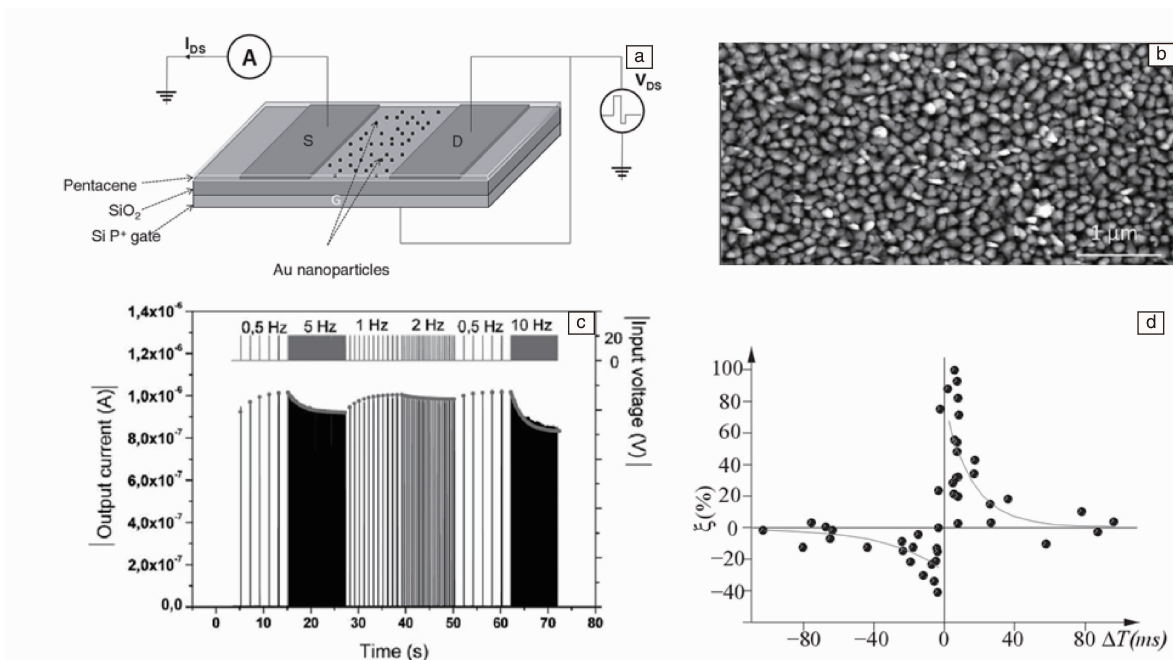 I_DS
A
a
V_DS
S
D
G
Pentacene
SiO₂
Si P⁺ gate
Au nanoparticles
b
1 µm
c
1,4x10⁻⁶
1,2x10⁻⁶
1,0x10⁻⁶
8,0x10⁻⁷
6,0x10⁻⁷
4,0x10⁻⁷
2,0x10⁻⁷
0,0
|Output current (A)|
0,5 Hz 5 Hz 1 Hz 2 Hz 0,5 Hz 10 Hz
20
0
|Input voltage (V)|
0 10 20 30 40 50 60 70 80
Time (s)
d
100
80
60
40
20
0
−20
−40
ξ(%)
−80 −40 0 40 80 ΔT(ms)